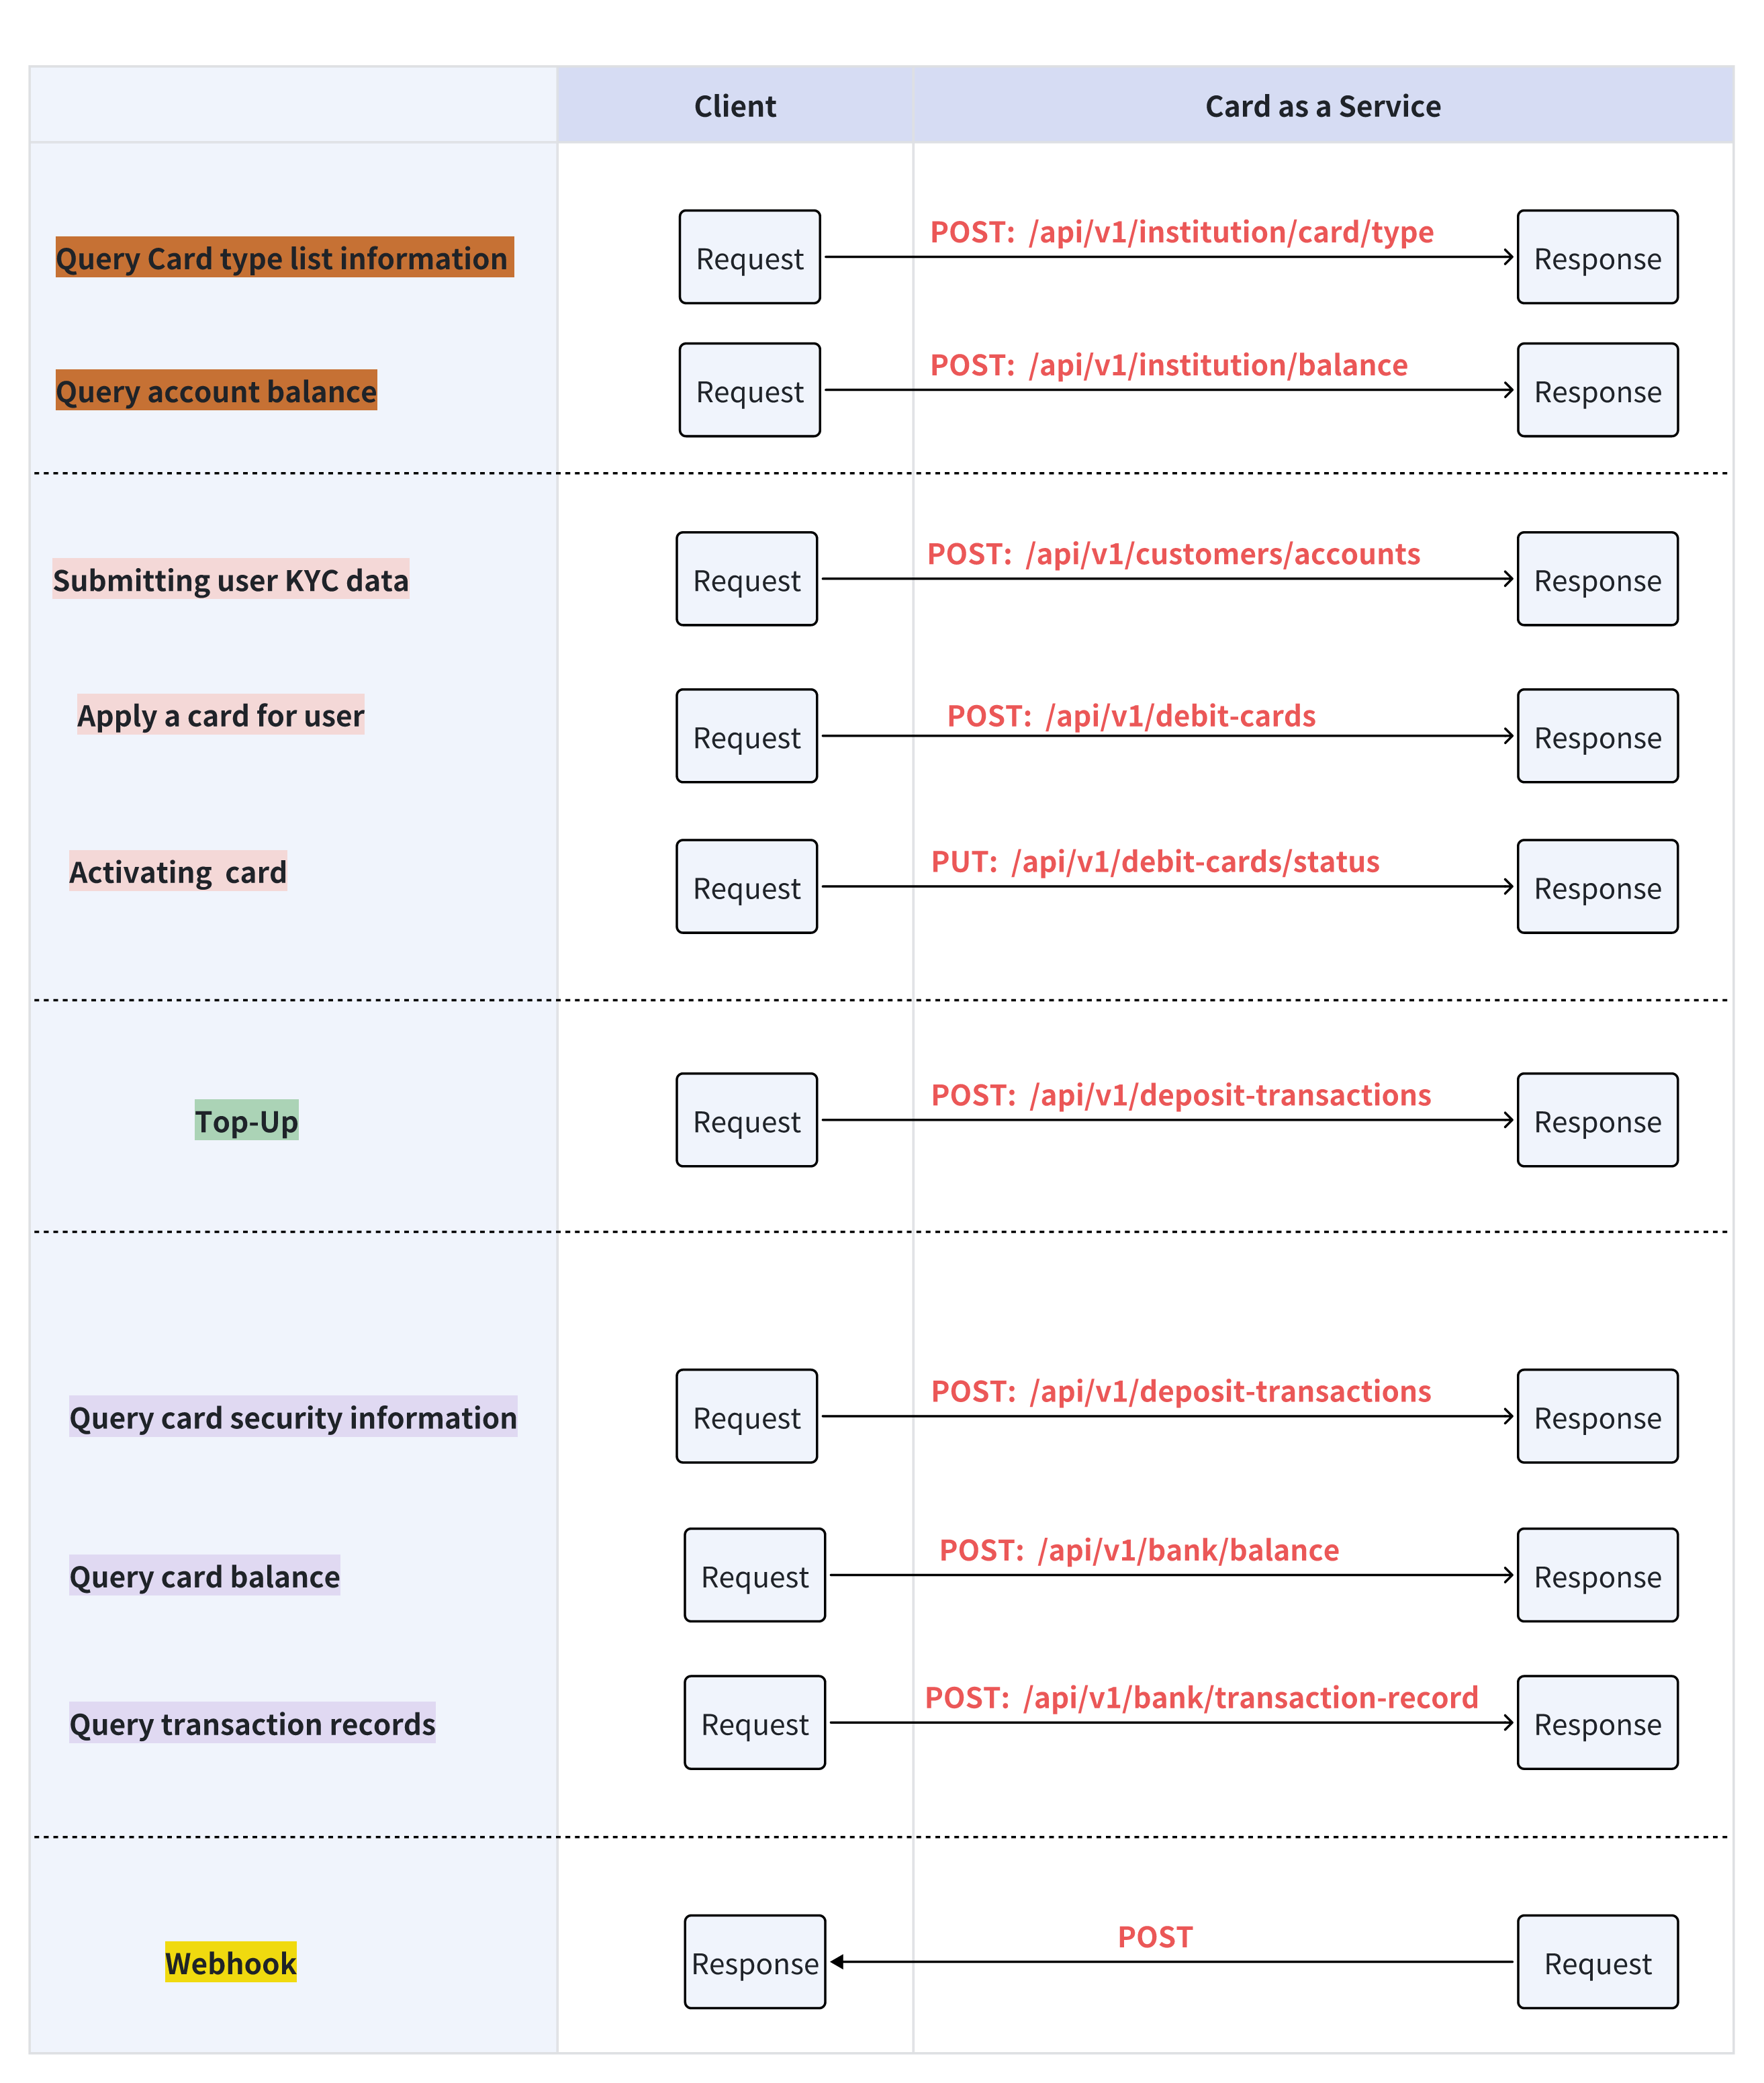 Client
Card as a Service
Query Card type list information
Request
POST: /api/v1/institution/card/type
Response
Query account balance
Request
POST: /api/v1/institution/balance
Response
Submitting user KYC data
Request
POST: /api/v1/customers/accounts
Response
Apply a card for user
Request
POST: /api/v1/debit-cards
Response
Activating card
Request
PUT: /api/v1/debit-cards/status
Response
Top-Up
Request
POST: /api/v1/deposit-transactions
Response
Query card security information
Request
POST: /api/v1/deposit-transactions
Response
Query card balance
Request
POST: /api/v1/bank/balance
Response
Query transaction records
Request
POST: /api/v1/bank/transaction-record
Response
Webhook
Response
POST
Request